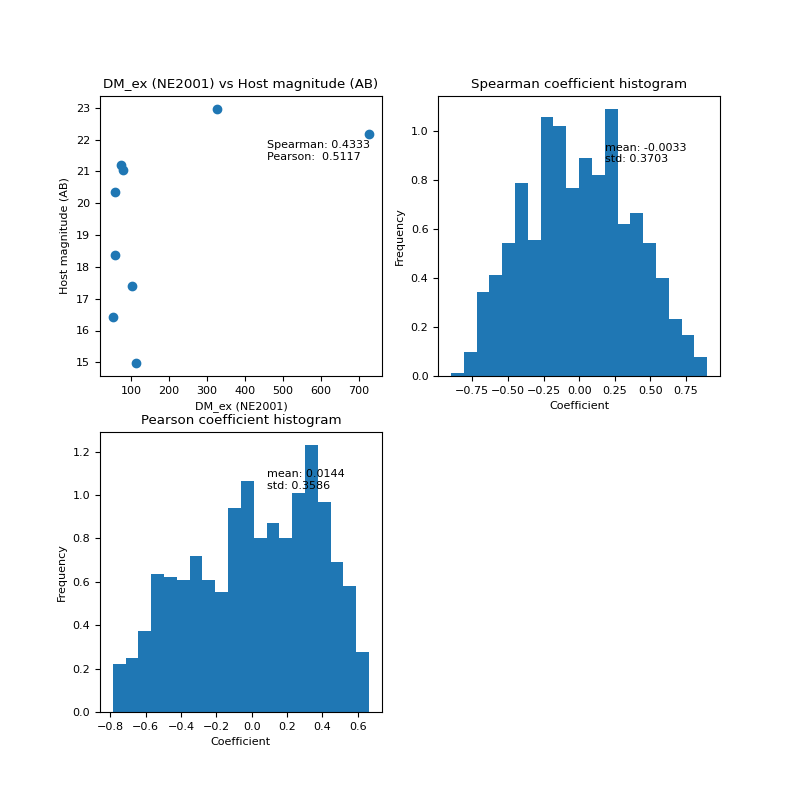 DM_ex (NE2001) vs Host magnitude (AB)
23
22
21
20
19
18
17
16
15
Host magnitude (AB)
Spearman: 0.4333
Pearson:  0.5117
100 200 300 400 500 600 700
DM_ex (NE2001)
Spearman coefficient histogram
1.0
0.8
0.6
0.4
0.2
0.0
Frequency
mean: -0.0033
std: 0.3703
−0.75 −0.50 −0.25 0.00 0.25 0.50 0.75
Coefficient
Pearson coefficient histogram
1.2
1.0
0.8
0.6
0.4
0.2
0.0
Frequency
mean: 0.0144
std: 0.3586
−0.8 −0.6 −0.4 −0.2 0.0 0.2 0.4 0.6
Coefficient